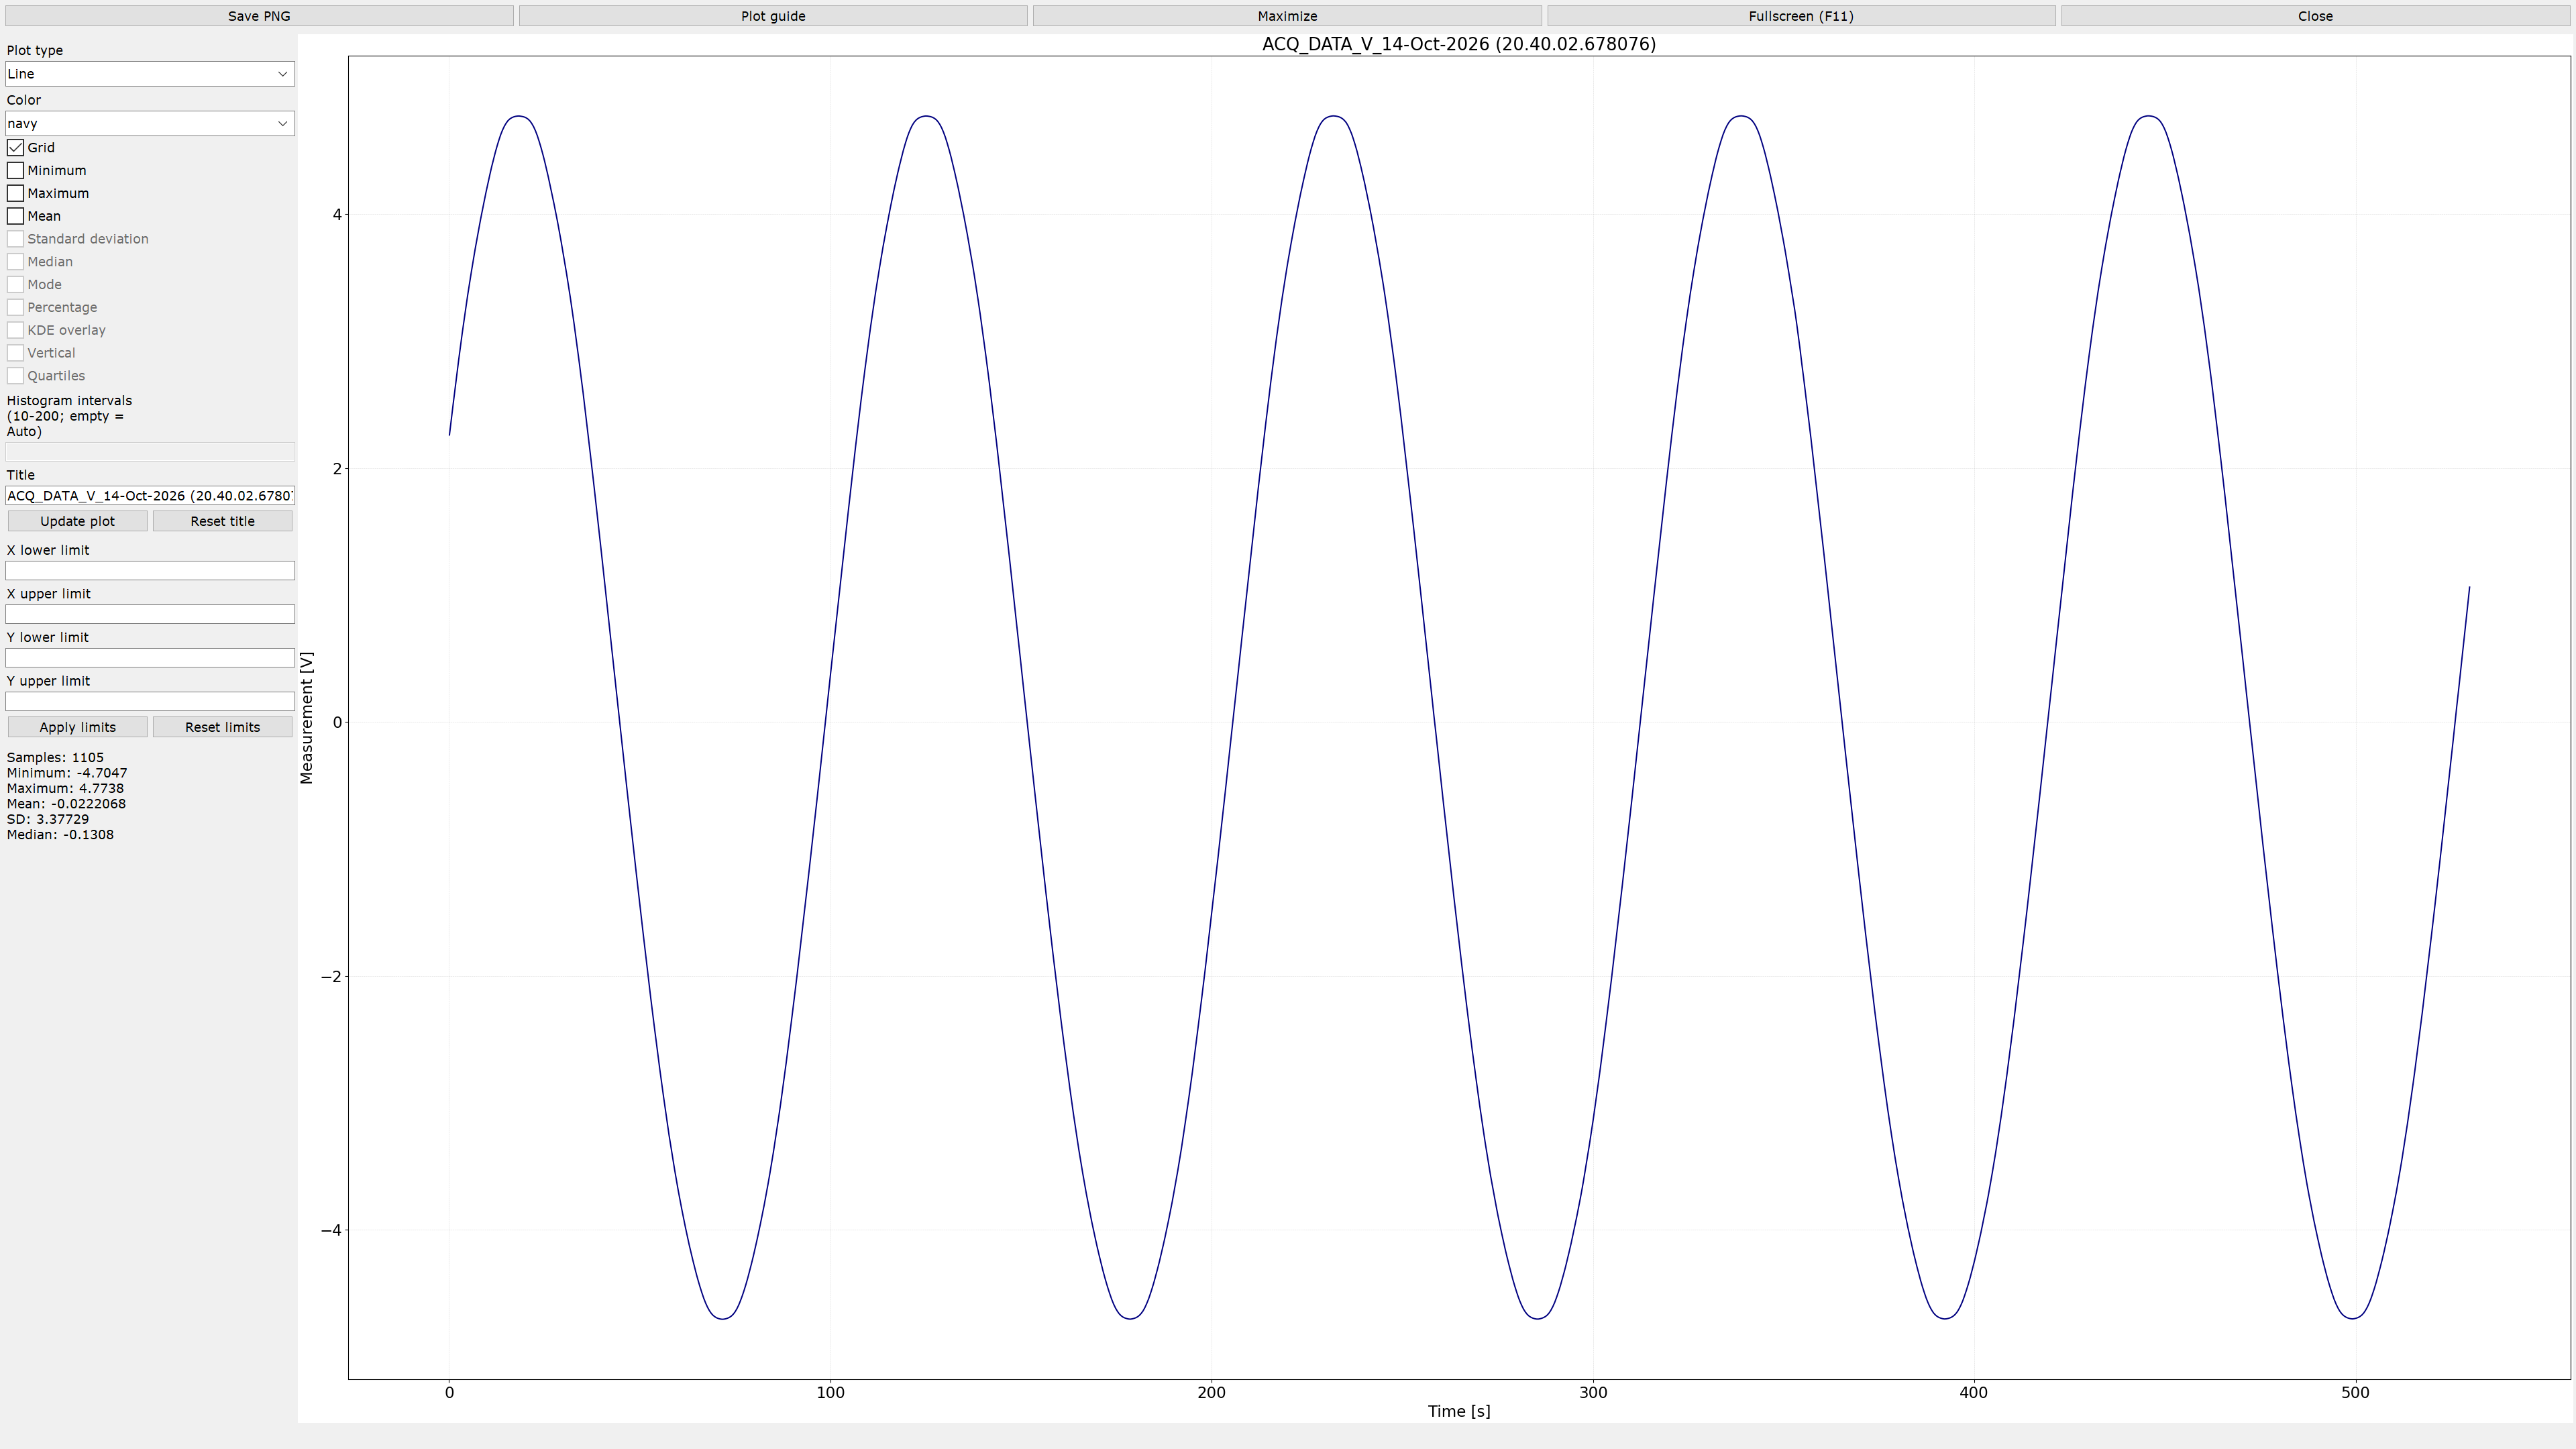 Save PNG
Plot guide
Maximize
Fullscreen (F11)
Close
Plot type
Line
Color
navy
Grid
Minimum
Maximum
Mean
Standard deviation
Median
Mode
Percentage
KDE overlay
Vertical
Quartiles
Histogram intervals
(10-200; empty =
Auto)
Title
ACQ_DATA_V_14-Oct-2026 (20.40.02.67807
Update plot
Reset title
X lower limit
X upper limit
Y lower limit
Y upper limit
Apply limits
Reset limits
Samples: 1105
Minimum: -4.7047
Maximum: 4.7738
Mean: -0.0222068
SD: 3.37729
Median: -0.1308
ACQ_DATA_V_14-Oct-2026 (20.40.02.678076)
Measurement [V]
4
2
0
−2
−4
0
100
200
300
400
500
Time [s]